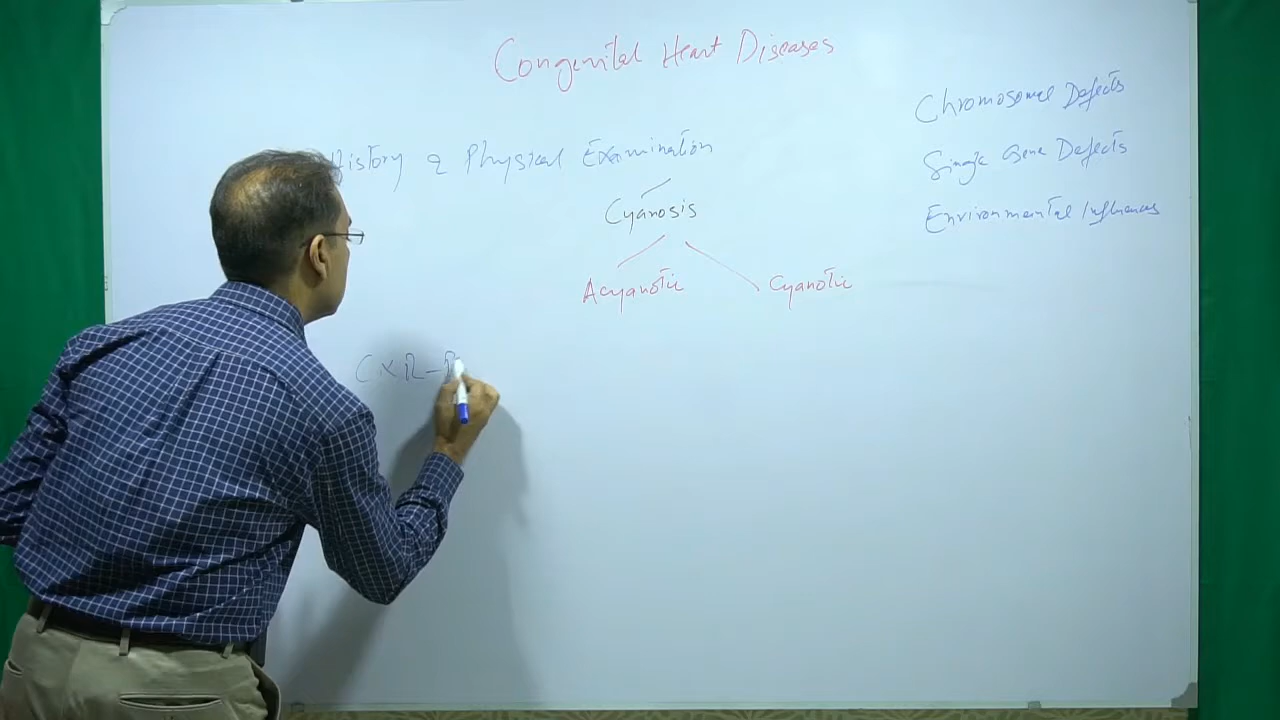 Congenital Heart Diseases
History & Physical Examination
Cyanosis
Acyanotic Cyanotic
CXR -
Chromosomal Defects
Single Gene Defects
Environmental Influences